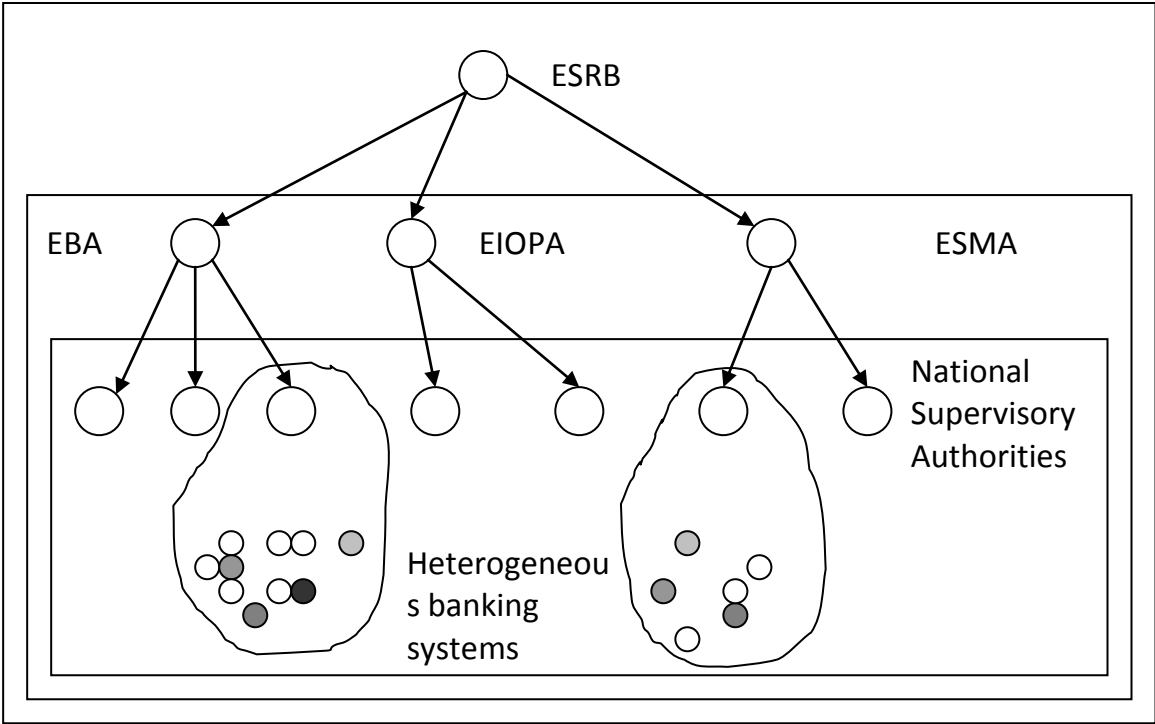 ESRB
EBA
EIOPA
ESMA
National
Supervisory
Authorities
Heterogeneou
s banking
systems